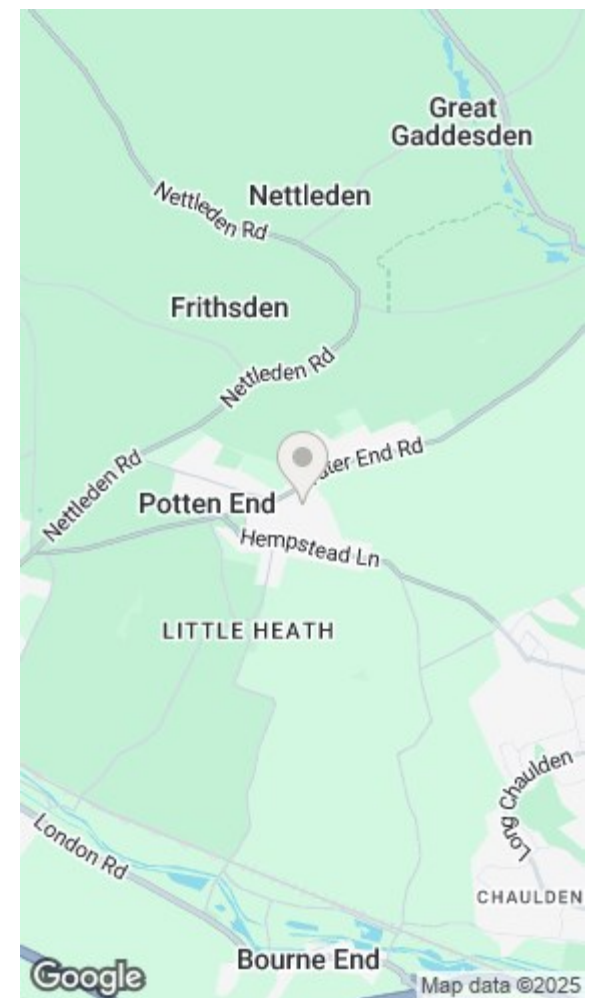 Great
Gaddesden
Nettleden
Nettleden Rd
Frithsden
Nettleden Rd
Nettleden Rd
End Rd
Potten End
Hempstead Ln
LITTLE HEATH
Long Chaulden
London Rd
CHAULDEN
Bourne End
Google
Map data ©2025